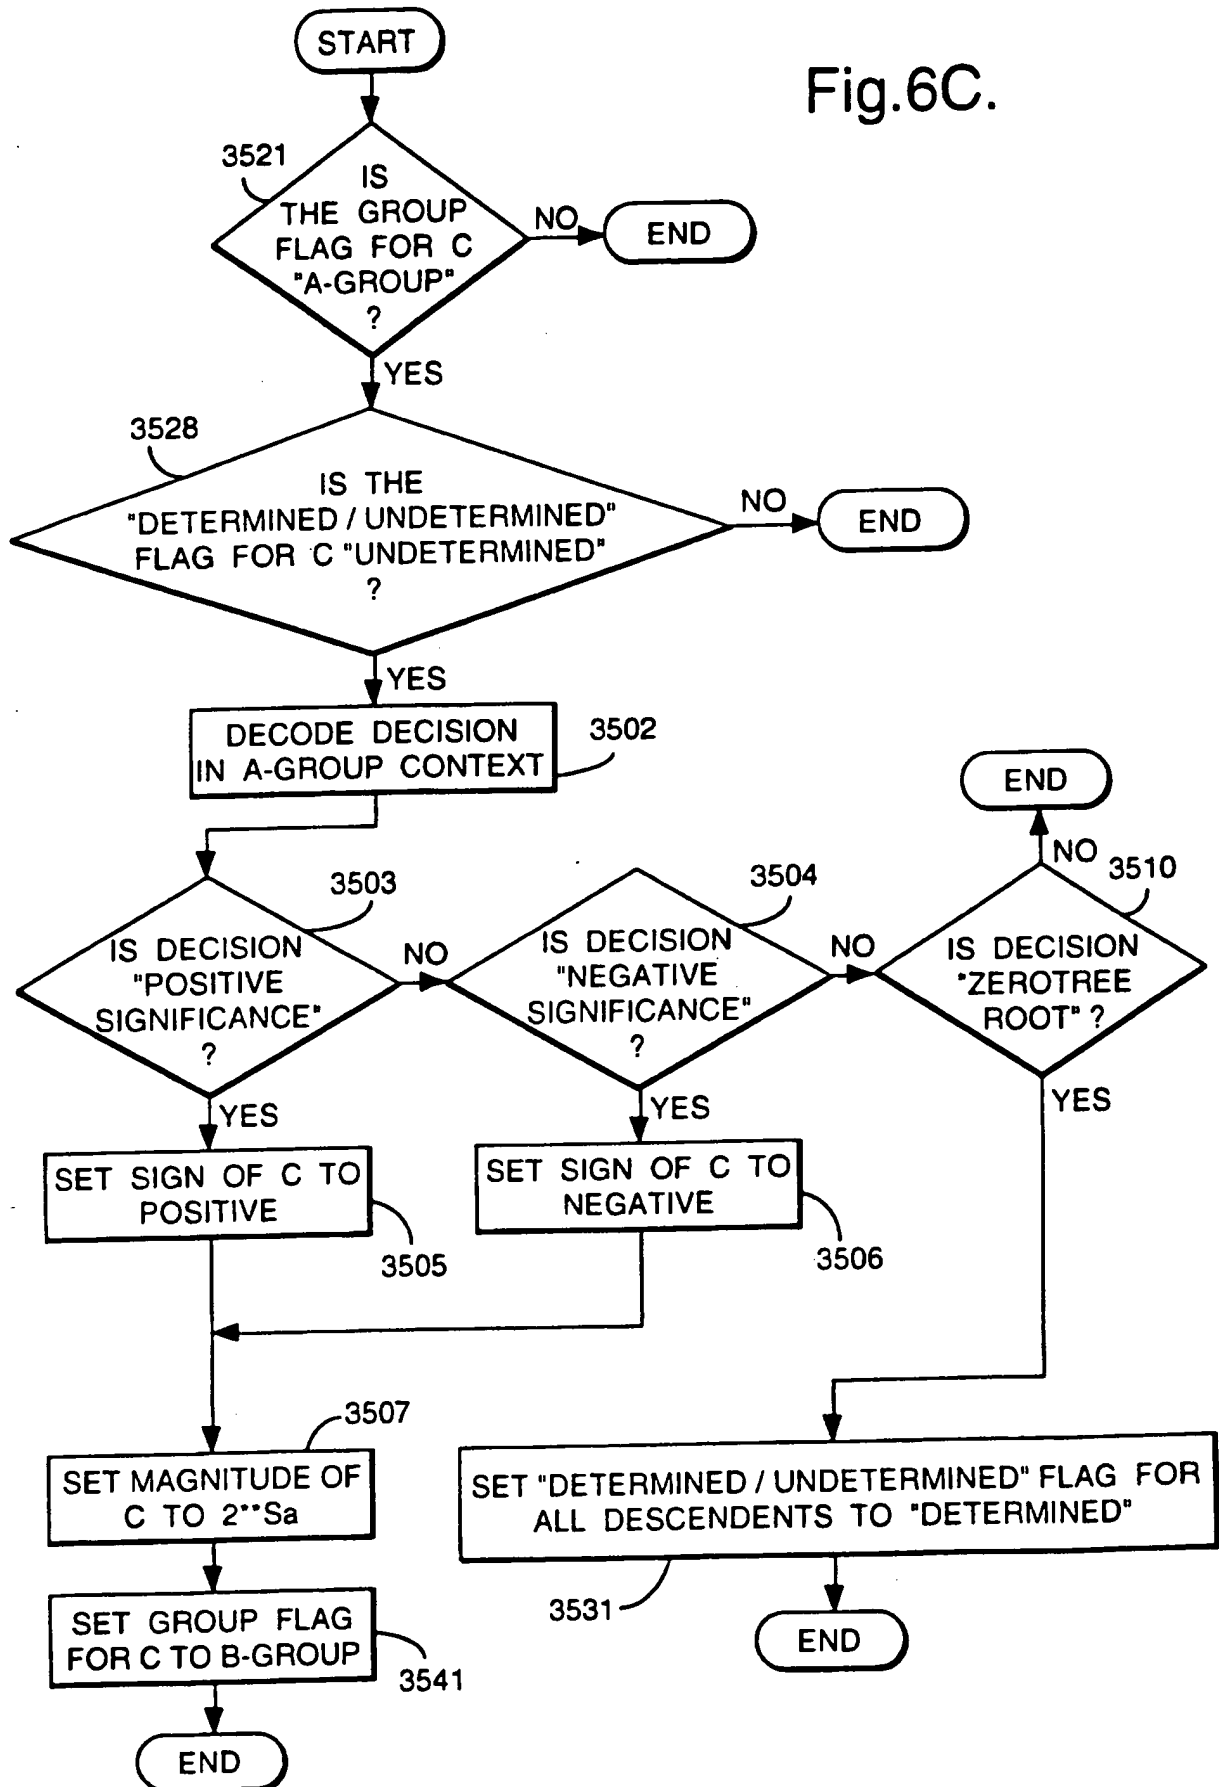 START
Fig.6C.
3521
IS
THE GROUP
FLAG FOR C
"A-GROUP"
?
NO
END
YES
3528
IS THE
"DETERMINED / UNDETERMINED"
FLAG FOR C "UNDETERMINED"
?
NO
END
YES
DECODE DECISION
IN A-GROUP CONTEXT
3502
END
NO
3510
3503
IS DECISION
"POSITIVE
SIGNIFICANCE"
?
NO
3504
IS DECISION
"NEGATIVE
SIGNIFICANCE"
?
NO
IS DECISION
"ZEROTREE
ROOT" ?
YES
YES
YES
SET SIGN OF C TO
POSITIVE
3505
SET SIGN OF C TO
NEGATIVE
3506
3507
SET MAGNITUDE OF
C TO 2**Sa
SET "DETERMINED / UNDETERMINED" FLAG FOR
ALL DESCENDENTS TO "DETERMINED"
3531
END
SET GROUP FLAG
FOR C TO B-GROUP
3541
END